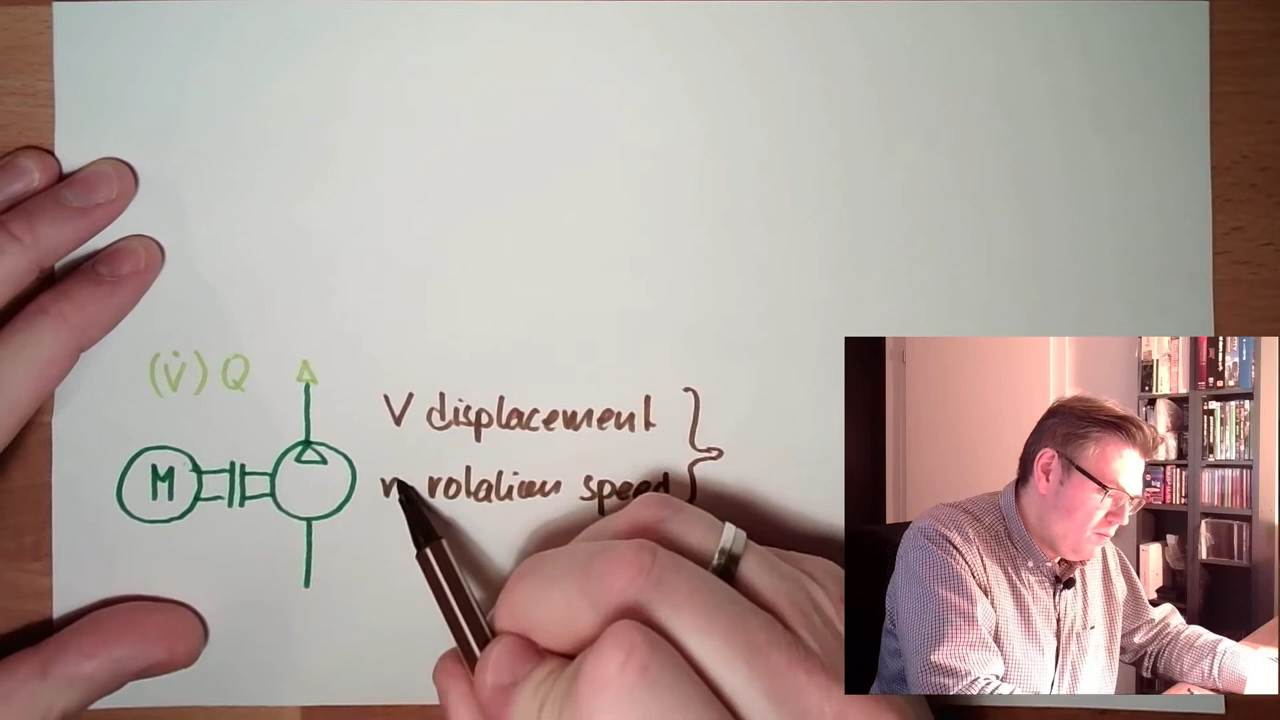 (V̇) Q
V displacement
M
n rotation speed